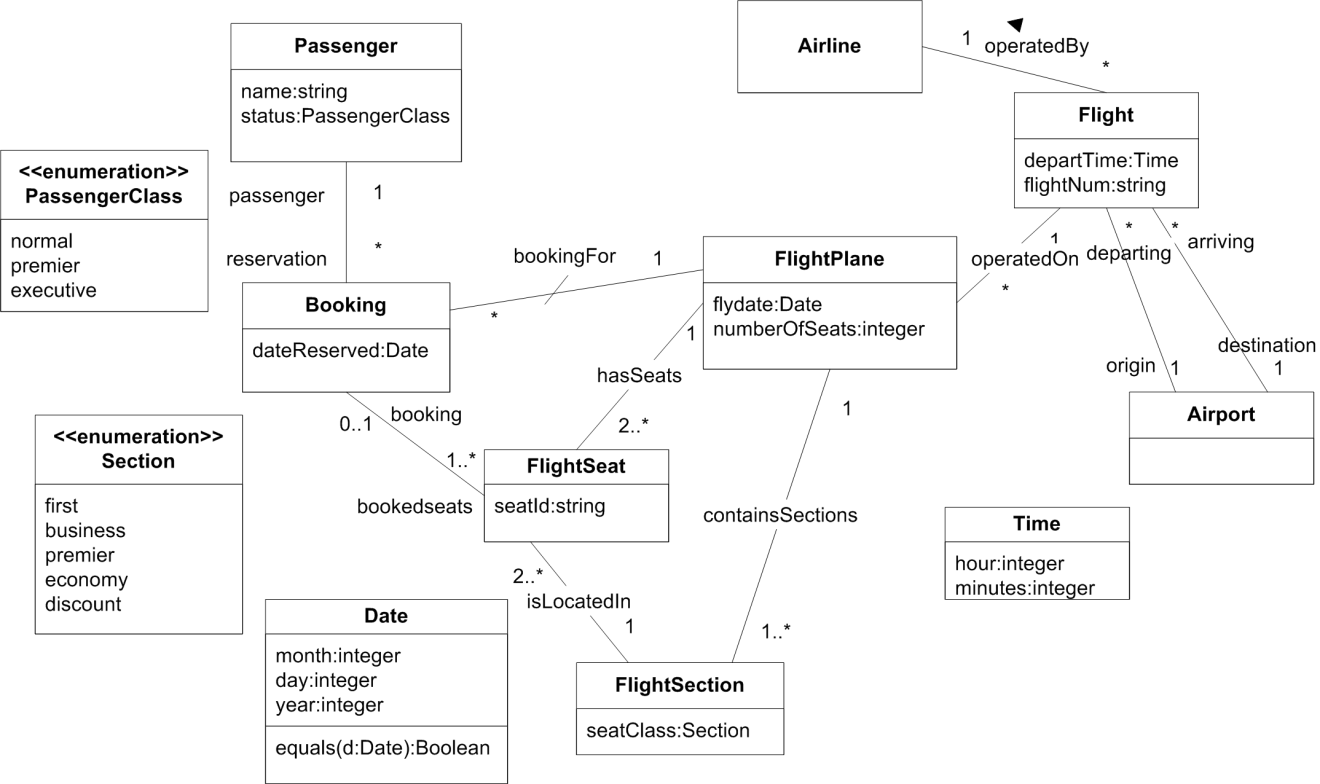 Airline
1
operatedBy
*
Passenger
name:string
status:PassengerClass
Flight
departTime:Time
flightNum:string
<<enumeration>>
PassengerClass
normal
premier
executive
passenger
1
*
reservation
bookingFor
1
*
FlightPlane
flydate:Date
numberOfSeats:integer
1
operatedOn
*
*
departing
*
arriving
Booking
dateReserved:Date
1
hasSeats
2..*
destination
1
origin
1
Airport
0..1
booking
1..*
bookedseats
<<enumeration>>
Section
first
business
premier
economy
discount
FlightSeat
seatId:string
1
containsSections
1..*
Time
hour:integer
minutes:integer
2..*
isLocatedIn
1
Date
month:integer
day:integer
year:integer
equals(d:Date):Boolean
FlightSection
seatClass:Section